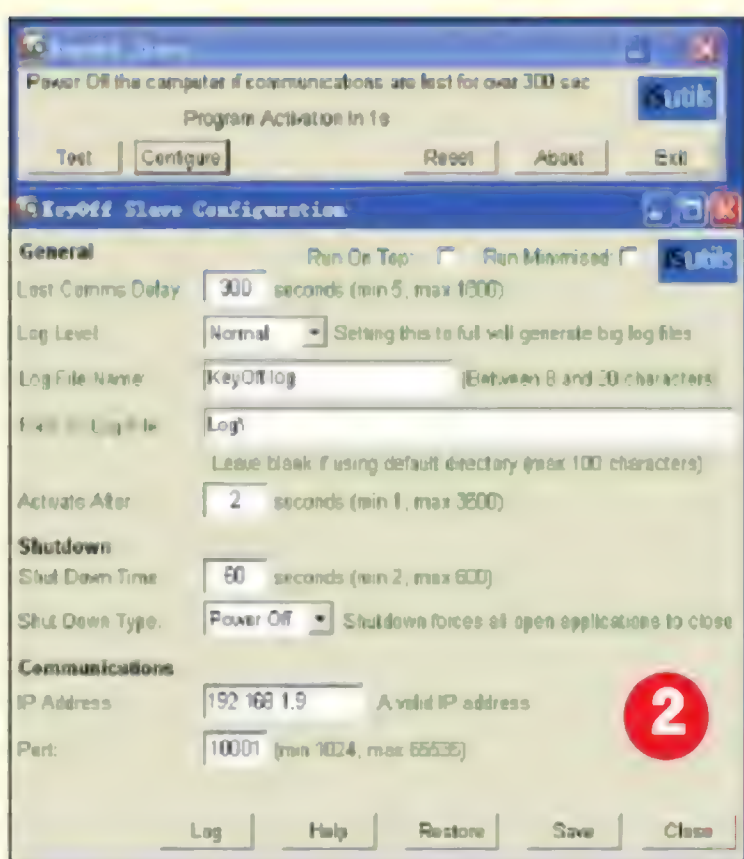 Power Off the computer if communications are lost for over 300 sec
iSutils
Program Activation in 1s
Test Configure Reset About Exit
KeyOff Slave Configuration
General Run On Top: Run Minimised: iSutils
Lost Comms Delay 300 seconds (min 5, max 1800)
Log Level Normal Setting this to full will generate big log files
Log File Name KeyOff.log (Between 8 and 20 characters)
Log File Log\
Leave blank if using default directory (max 100 characters)
Activate After 2 seconds (min 1, max 3600)
Shutdown
Shut Down Time 60 seconds (min 2, max 600)
Shut Down Type: Power Off Shutdown forces all open applications to close
Communications
IP Address 192.168.1.9 A valid IP address
Port: 10001 (min 1024, max 65535)
2
Log Help Restore Save Close